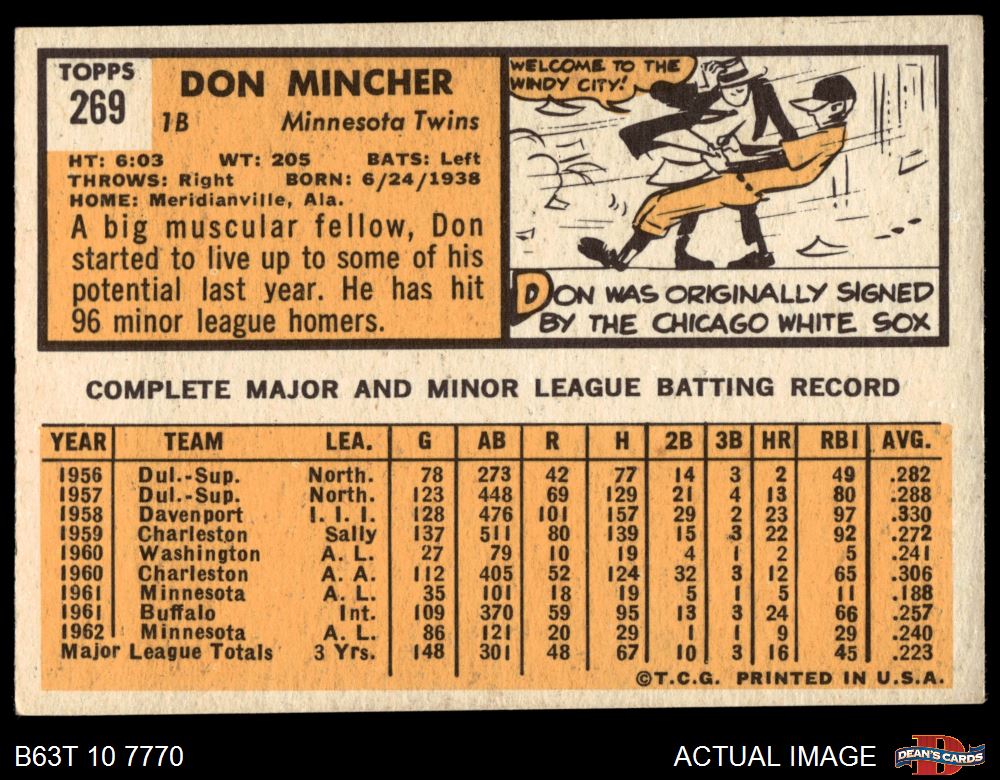 TOPPS
269
DON MINCHER
1B Minnesota Twins
HT: 6:03 WT: 205 BATS: Left
THROWS: Right BORN: 6/24/1938
HOME: Meridianville, Ala.
A big muscular fellow, Don
started to live up to some of his
potential last year. He has hit
96 minor league homers.
WELCOME TO THE
WINDY CITY!
DON WAS ORIGINALLY SIGNED
BY THE CHICAGO WHITE SOX
COMPLETE MAJOR AND MINOR LEAGUE BATTING RECORD
YEAR TEAM LEA. G AB R H 2B 3B HR RBI AVG.
1956 Dul.-Sup. North. 78 273 42 77 14 3 2 49 .282
1957 Dul.-Sup. North. 123 448 69 129 21 4 13 80 .288
1958 Davenport I. I. I. 128 476 101 157 29 2 23 97 .330
1959 Charleston Sally 137 511 80 139 15 3 22 92 .272
1960 Washington A. L. 27 79 10 19 4 1 2 5 .241
1960 Charleston A. A. 112 405 52 124 32 3 12 65 .306
1961 Minnesota A. L. 35 101 18 19 5 1 5 11 .188
1961 Buffalo Int. 109 370 59 95 13 3 24 66 .257
1962 Minnesota A. L. 86 121 20 29 1 1 9 29 .240
Major League Totals 3 Yrs. 148 301 48 67 10 3 16 45 .223
©T.C.G. PRINTED IN U.S.A.
B63T 10 7770
ACTUAL IMAGE
D
DEAN'S CARDS